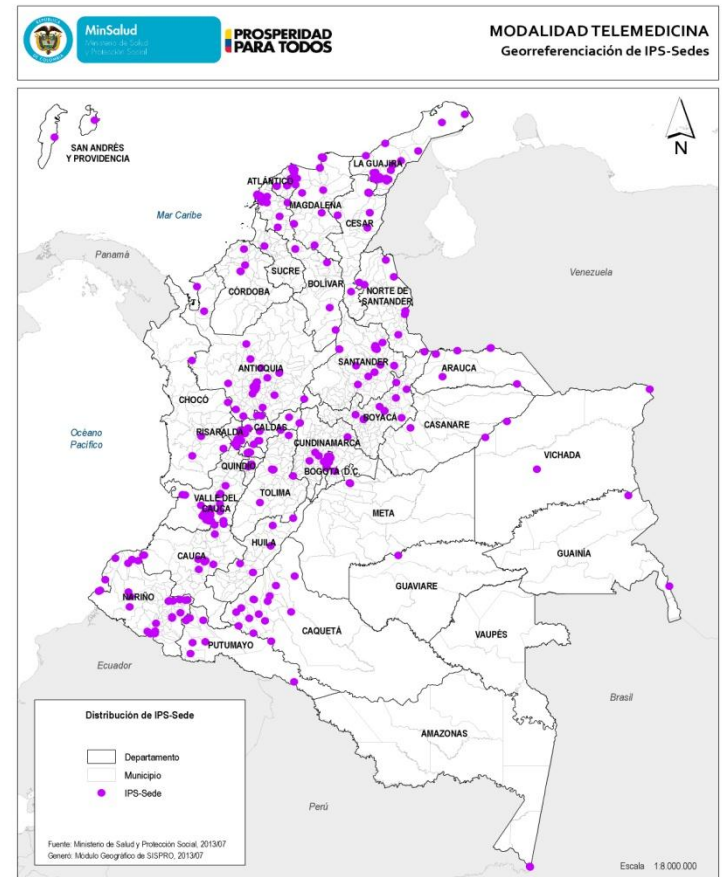 MinSalud
Ministerio de Salud
y Protección Social
PROSPERIDAD
PARA TODOS
MODALIDAD TELEMEDICINA
Georreferenciación de IPS-Sedes
SAN ANDRÉS
Y PROVIDENCIA
N
LA GUAJIRA
ATLÁNTICO
MAGDALENA
Mar Caribe
CESAR
Panamá
SUCRE
Venezuela
BOLÍVAR
NORTE DE
SANTANDER
CÓRDOBA
SANTANDER
ANTIOQUIA
ARAUCA
CHOCÓ
BOYACÁ
CASANARE
RISARALDA
CALDAS
Océano
Pacífico
CUNDINAMARCA
VICHADA
QUINDÍO
BOGOTÁ D.C.
VALLE DEL
CAUCA
TOLIMA
META
HUILA
CAUCA
GUAINÍA
GUAVIARE
NARIÑO
CAQUETÁ
VAUPÉS
PUTUMAYO
Ecuador
Brasil
AMAZONAS
Perú
Distribución de IPS-Sede
Departamento
Municipio
IPS-Sede
Fuente: Ministerio de Salud y Protección Social, 2013/07
Generó: Módulo Geográfico de SISPRO, 2013/07
Escala 1:8.000.000